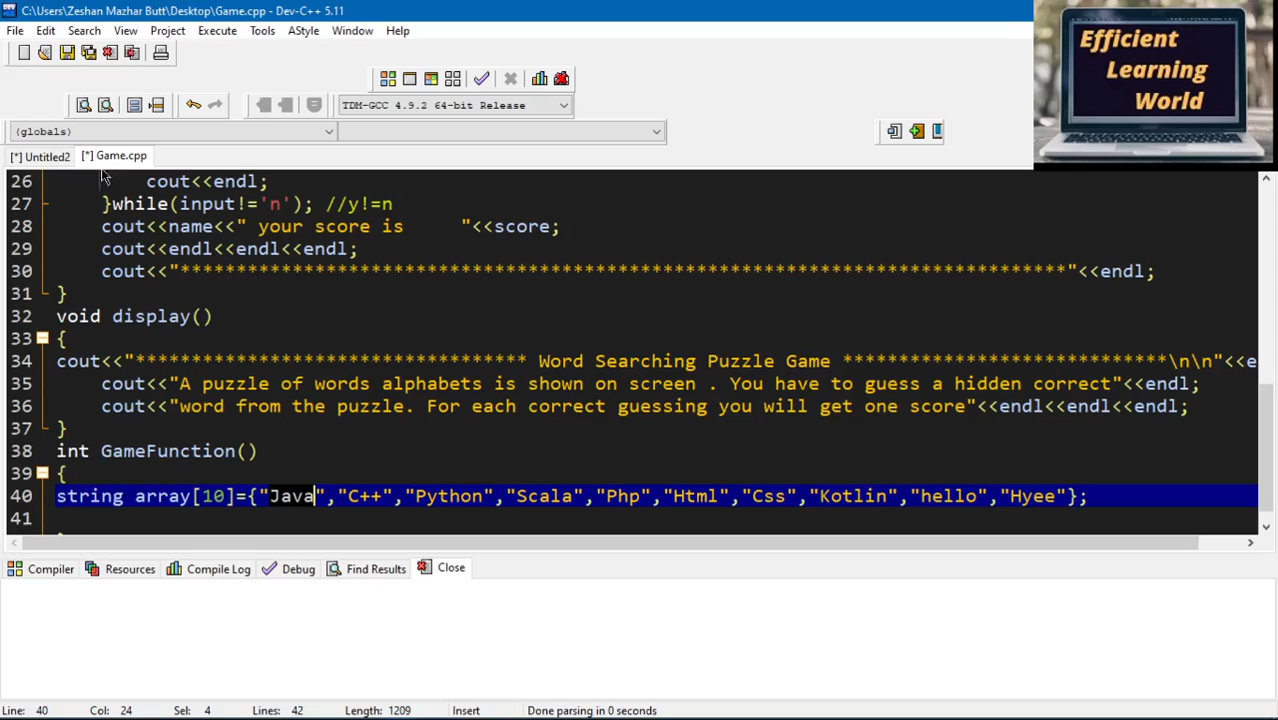 C:\Users\Zeshan Mazhar Butt\Desktop\Game.cpp - Dev-C++ 5.11
File Edit Search View Project Execute Tools AStyle Window Help
TDM-GCC 4.9.2 64-bit Release
(globals)
[*] Untitled2 [*] Game.cpp
Efficient
Learning
World
26 cout<<endl;
27 }while(input!='n'); //y!=n
28 cout<<name<<" your score is     "<<score;
29 cout<<endl<<endl<<endl;
30 cout<<"*******************************************************************************"<<endl;
31 }
32 void display()
33 {
34 cout<<"*********************************** Word Searching Puzzle Game *****************************\n\n"<<e
35 cout<<"A puzzle of words alphabets is shown on screen . You have to guess a hidden correct"<<endl;
36 cout<<"word from the puzzle. For each correct guessing you will get one score"<<endl<<endl<<endl;
37 }
38 int GameFunction()
39 {
40 string array[10]={"Java","C++","Python","Scala","Php","Html","Css","Kotlin","hello","Hyee"};
41
Compiler Resources Compile Log Debug Find Results Close
Line: 40 Col: 24 Sel: 4 Lines: 42 Length: 1209 Insert Done parsing in 0 seconds